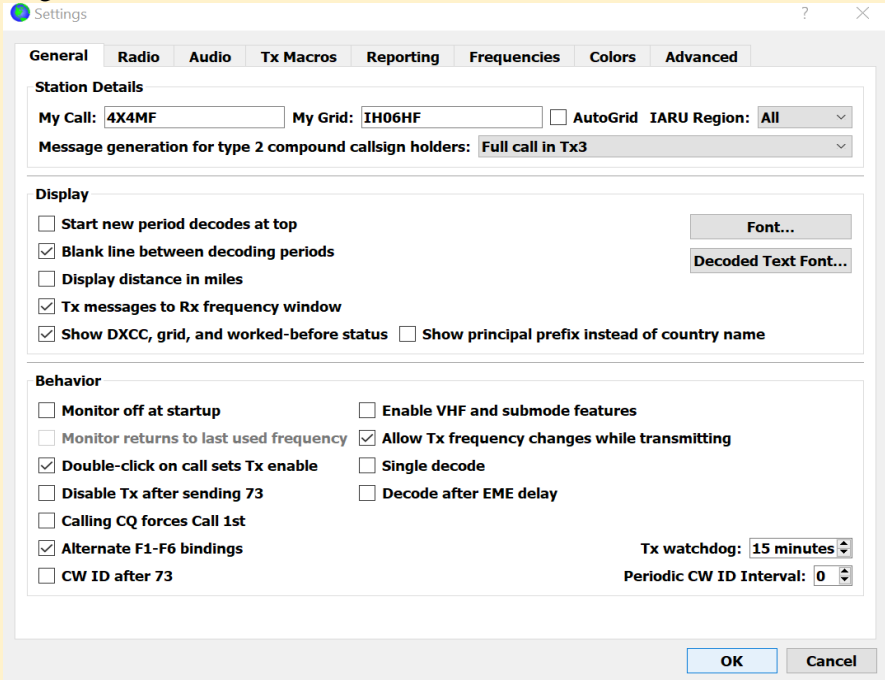 Settings ?
General Radio Audio Tx Macros Reporting Frequencies Colors Advanced
Station Details
My Call: 4X4MF My Grid: IH06HF AutoGrid IARU Region: All
Message generation for type 2 compound callsign holders: Full call in Tx3
Display
Start new period decodes at top
Font...
Blank line between decoding periods
Decoded Text Font...
Display distance in miles
Tx messages to Rx frequency window
Show DXCC, grid, and worked-before status Show principal prefix instead of country name
Behavior
Monitor off at startup Enable VHF and submode features
Monitor returns to last used frequency Allow Tx frequency changes while transmitting
Double-click on call sets Tx enable Single decode
Disable Tx after sending 73 Decode after EME delay
Calling CQ forces Call 1st
Alternate F1-F6 bindings Tx watchdog: 15 minutes
CW ID after 73 Periodic CW ID Interval: 0
OK Cancel